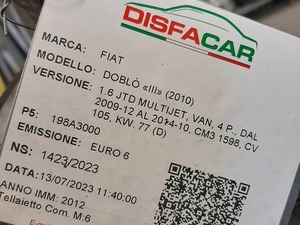 DISFACAR
MARCA: FIAT
MODELLO: DOBLÒ «III» (2010)
VERSIONE: 1.6 JTD MULTIJET, VAN, 4 P., DAL
2009-12 AL 2014-10, CM3 1598, CV
105, KW. 77 (D)
P5: 198A3000
EMISSIONE: EURO 6
NS: 1423/2023
DATA: 13/07/2023 11:40:00
ANNO IMM: 2012
Tellaietto Com. M:6